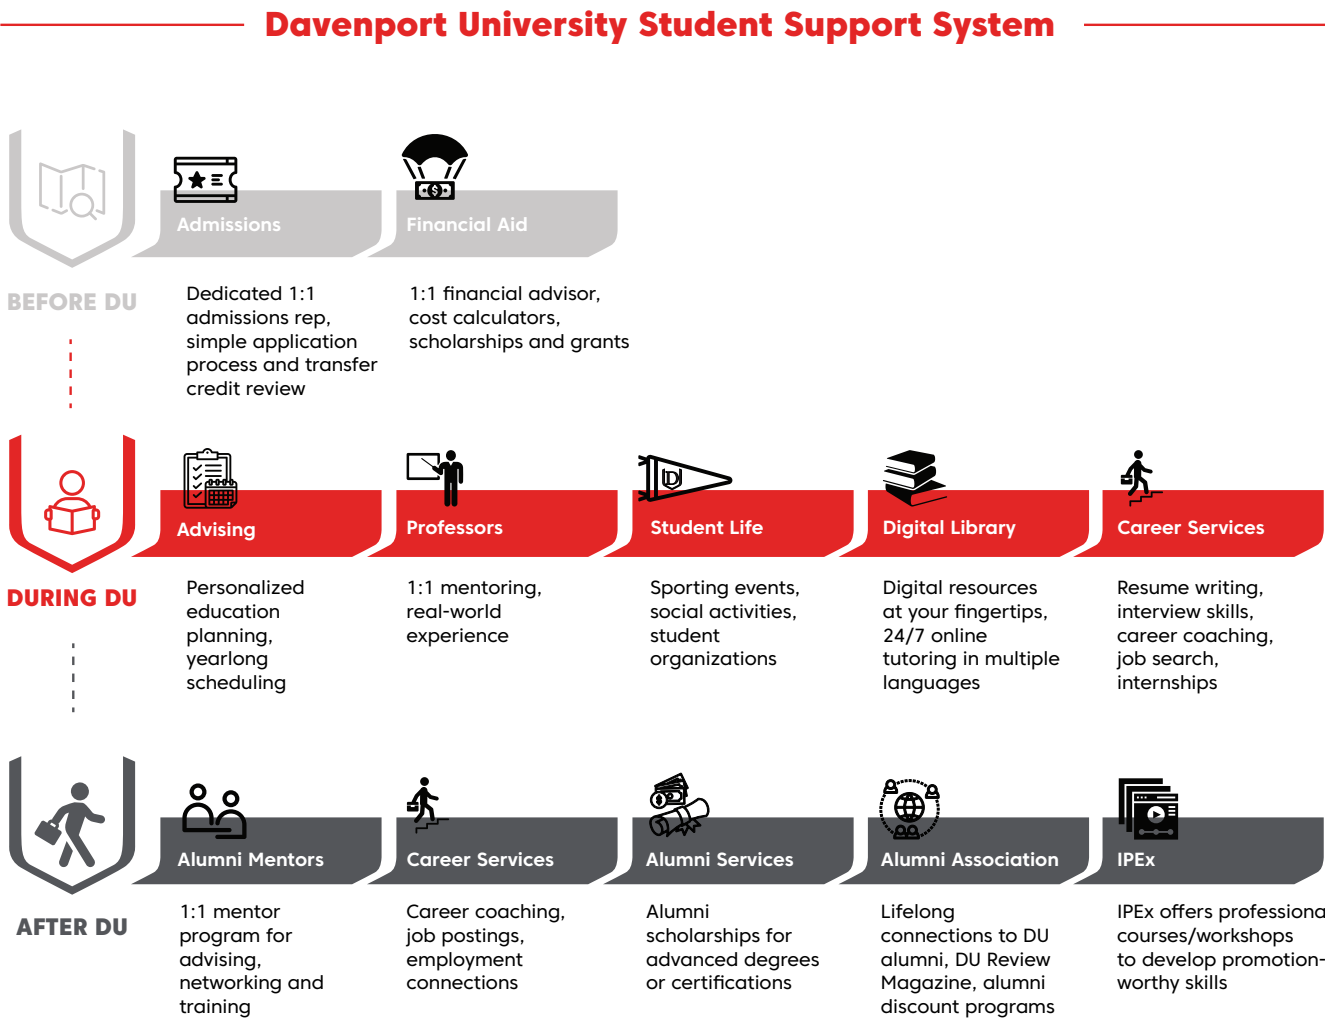 Davenport University Student Support System
Admissions
Financial Aid
BEFORE DU
Dedicated 1:1
admissions rep,
simple application
process and transfer
credit review
1:1 financial advisor,
cost calculators,
scholarships and grants
Advising
Professors
Student Life
Digital Library
Career Services
DURING DU
Personalized
education
planning,
yearlong
scheduling
1:1 mentoring,
real-world
experience
Sporting events,
social activities,
student
organizations
Digital resources
at your fingertips,
24/7 online
tutoring in multiple
languages
Resume writing,
interview skills,
career coaching,
job search,
internships
Alumni Mentors
Career Services
Alumni Services
Alumni Association
IPEx
AFTER DU
1:1 mentor
program for
advising,
networking and
training
Career coaching,
job postings,
employment
connections
Alumni
scholarships for
advanced degrees
or certifications
Lifelong
connections to DU
alumni, DU Review
Magazine, alumni
discount programs
IPEx offers professiona
courses/workshops
to develop promotion-
worthy skills